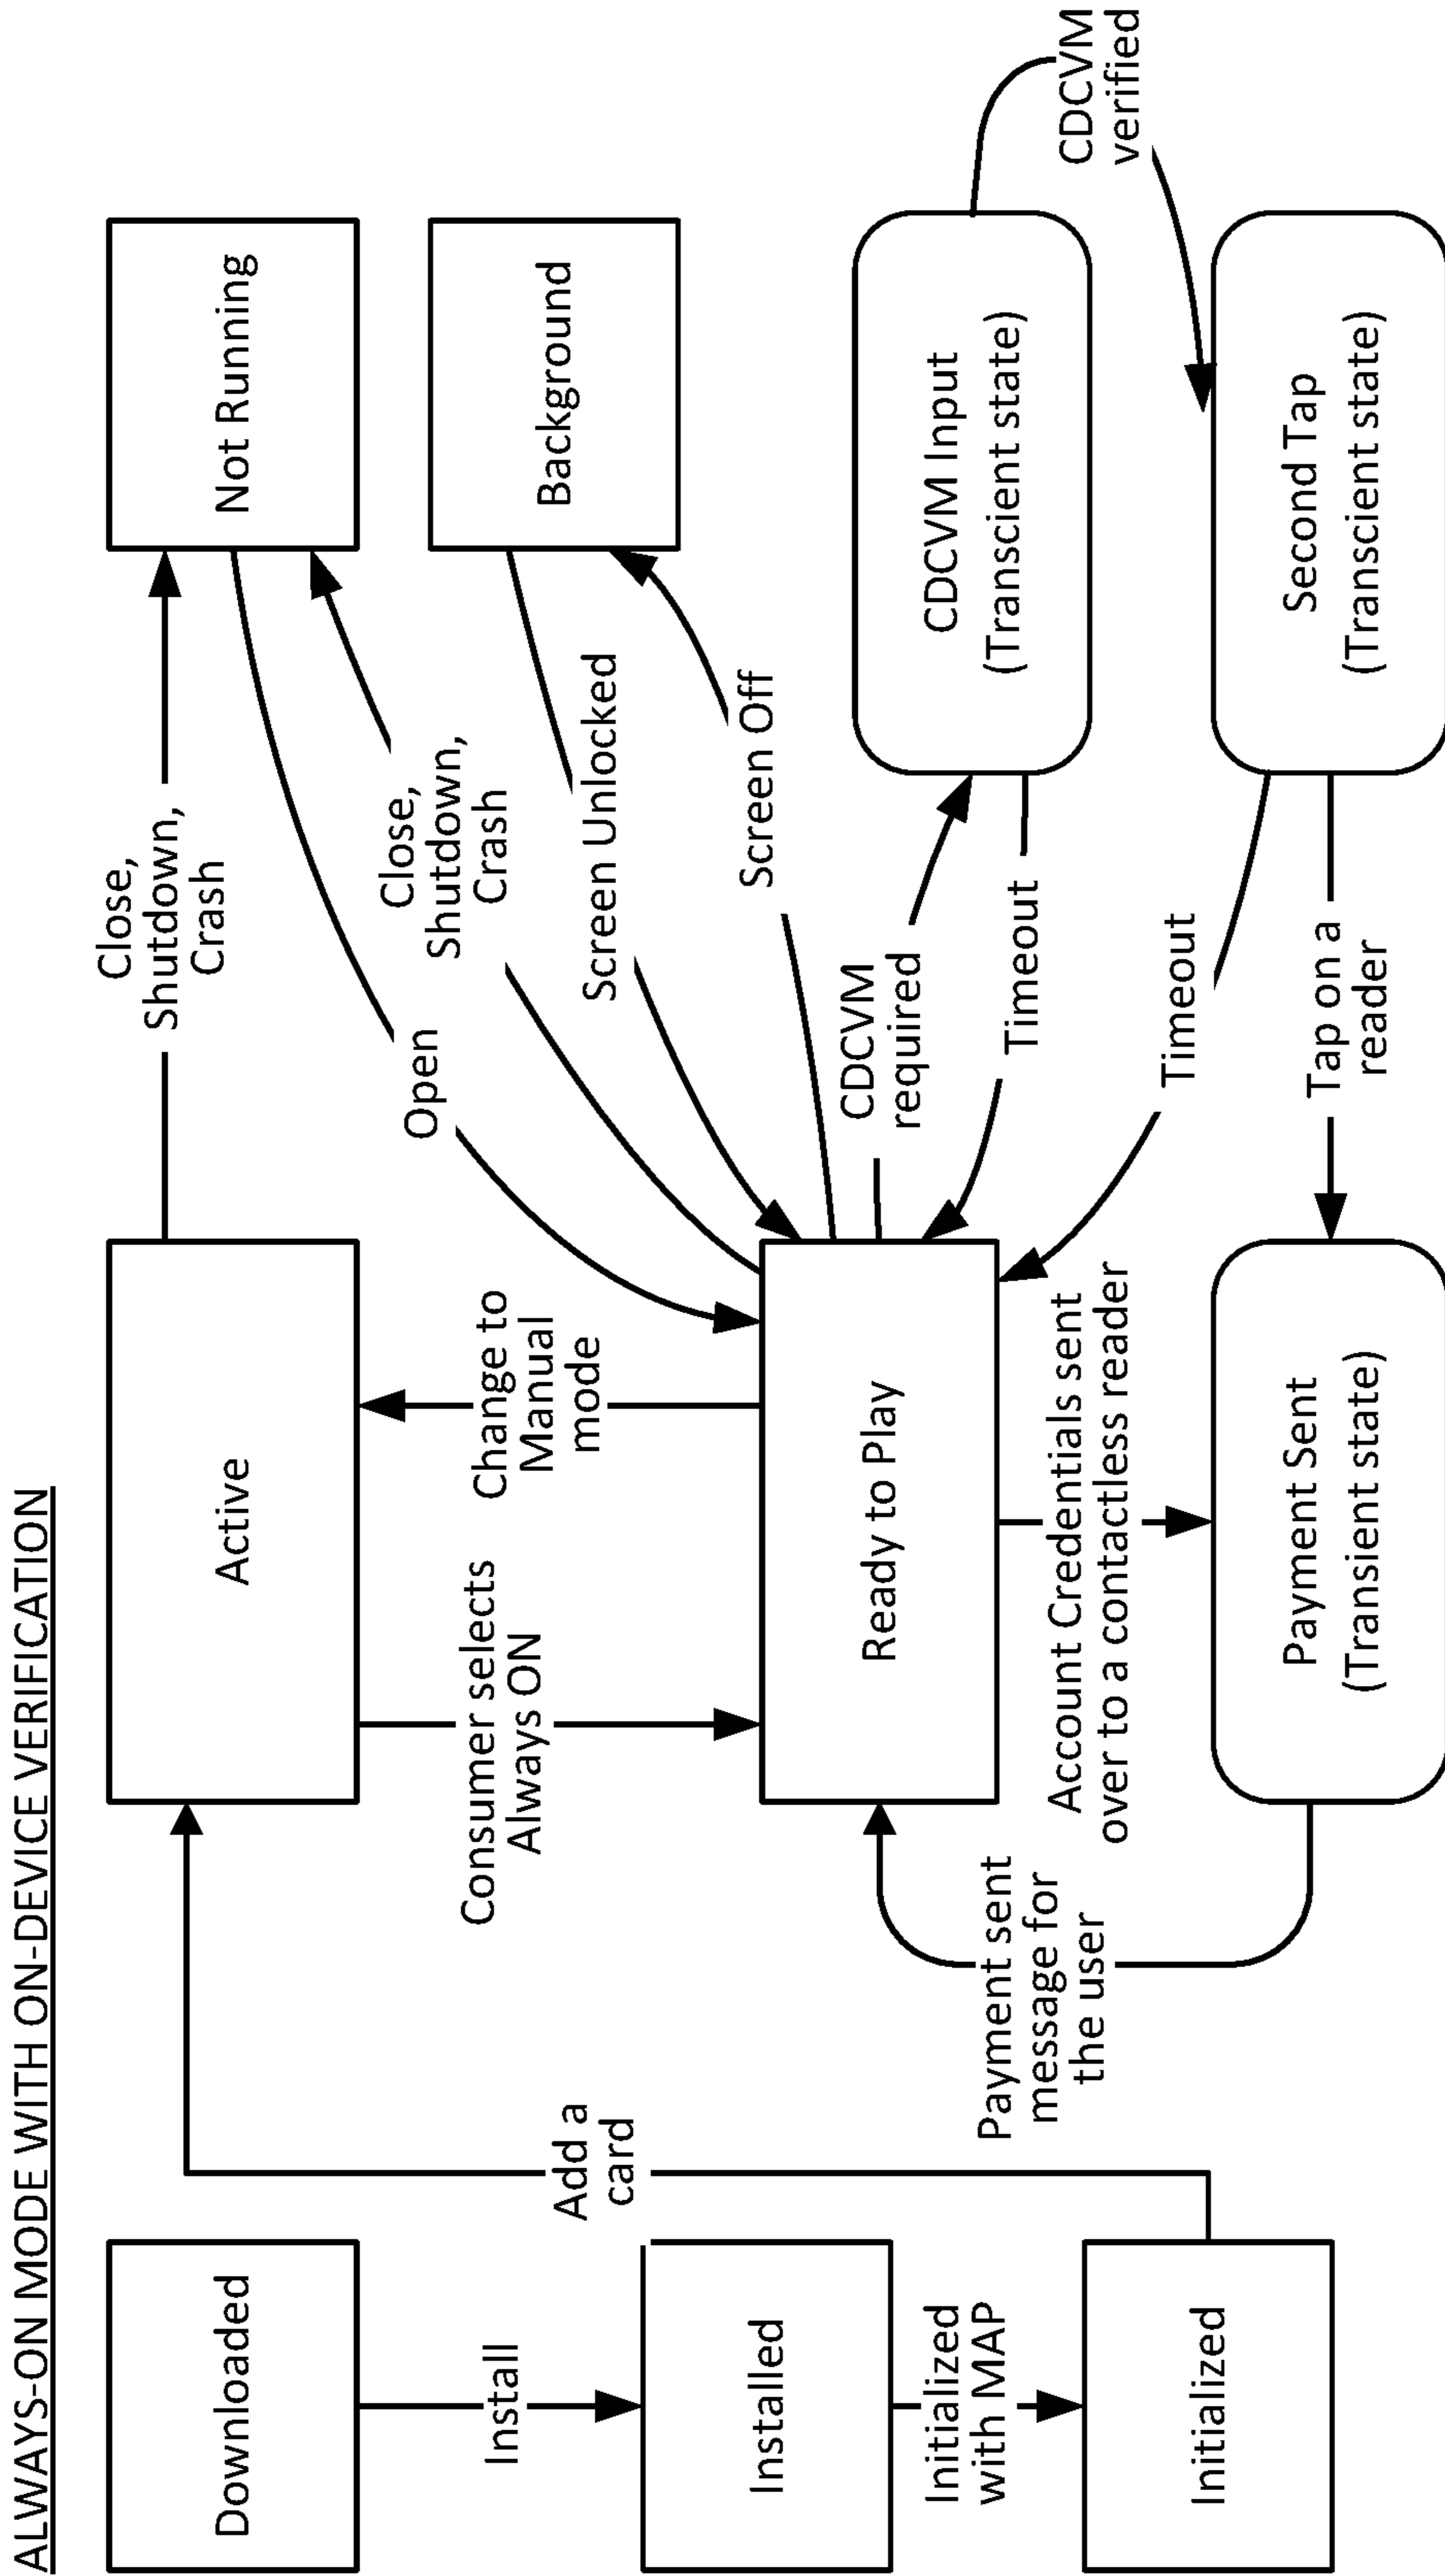 ALWAYS-ON MODE WITH ON-DEVICE VERIFICATION
Downloaded
Install
Installed
Initialized
with MAP
Initialized
Add a
card
Active
Close,
Shutdown,
Crash
Not Running
Consumer selects
Always ON
Change to
Manual
mode
Open
Close,
Shutdown,
Crash
Screen Unlocked
Background
Screen Off
Ready to Play
CDCVM
required
CDCVM Input
(Transcient state)
Timeout
CDCVM
verified
Payment sent
message for
the user
Account Credentials sent
over to a contactless reader
Timeout
Payment Sent
(Transient state)
Tap on a
reader
Second Tap
(Transcient state)